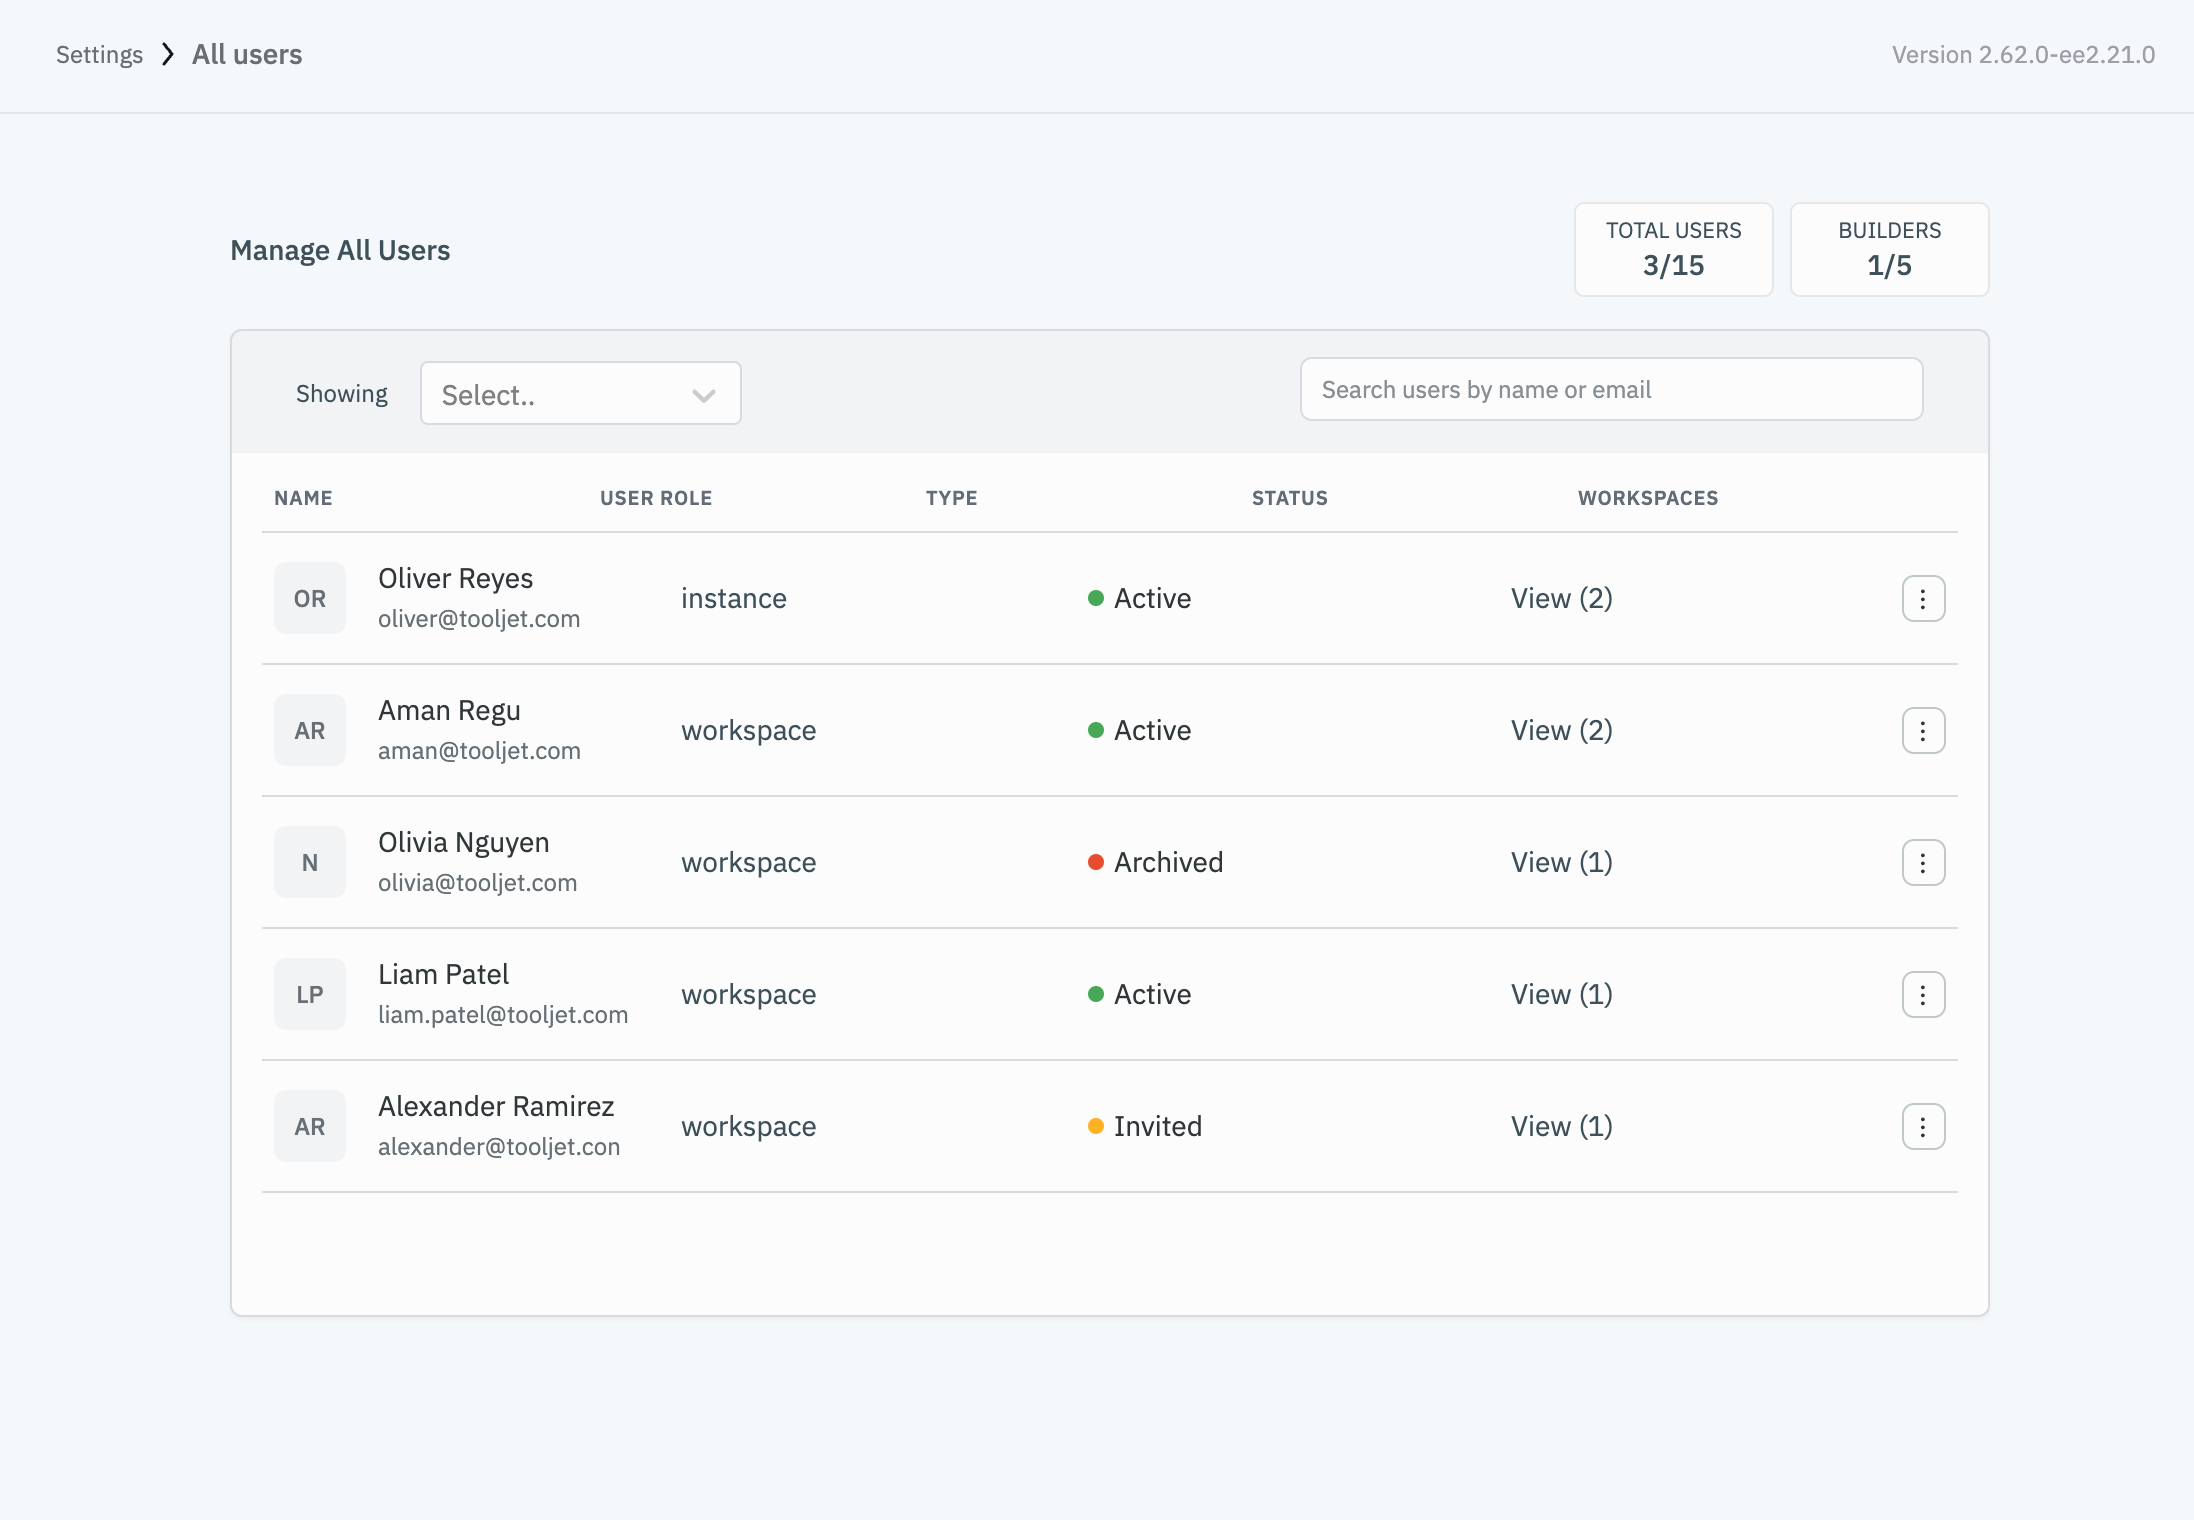 Settings > All users
Version 2.62.0-ee2.21.0
Manage All Users
TOTAL USERS
3/15
BUILDERS
1/5
Showing
Select..
Search users by name or email
NAME USER ROLE TYPE STATUS WORKSPACES
OR
Oliver Reyes
oliver@tooljet.com
instance
Active
View (2)
AR
Aman Regu
aman@tooljet.com
workspace
Active
View (2)
N
Olivia Nguyen
olivia@tooljet.com
workspace
Archived
View (1)
LP
Liam Patel
liam.patel@tooljet.com
workspace
Active
View (1)
AR
Alexander Ramirez
alexander@tooljet.con
workspace
Invited
View (1)